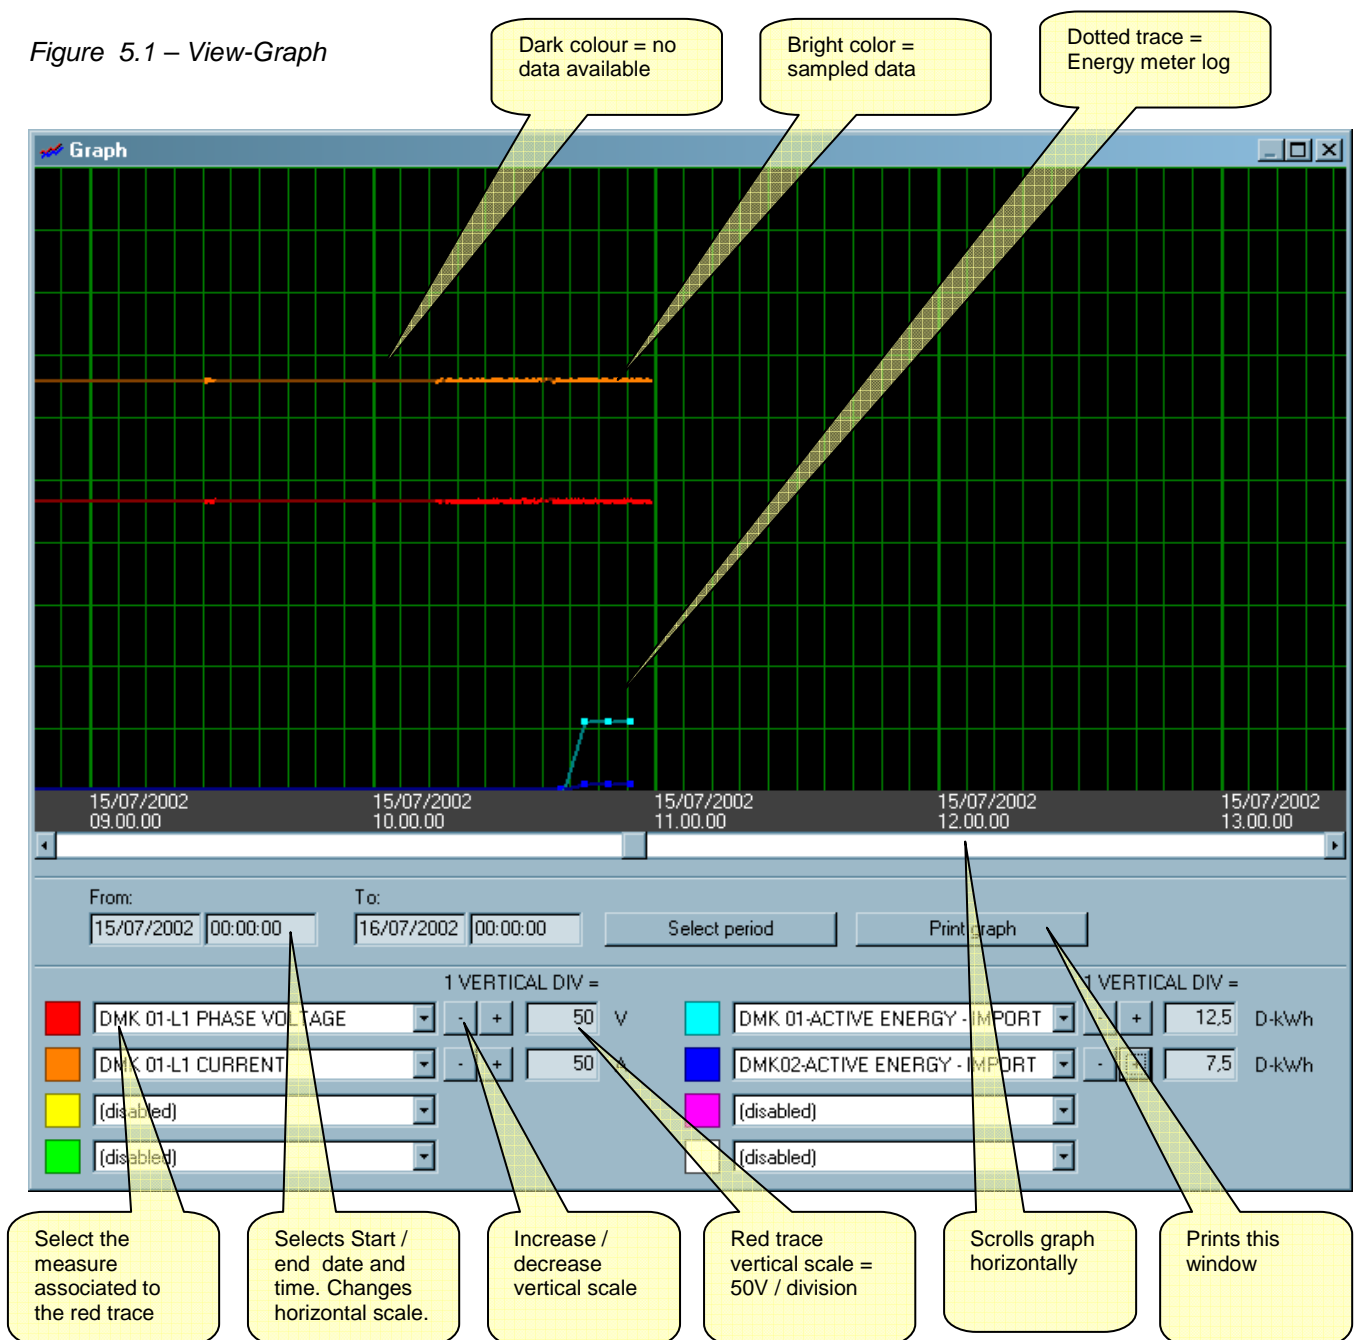 Figure 5.1 – View-Graph
Dark colour = no
data available
Bright color =
sampled data
Dotted trace =
Energy meter log
Graph
15/07/2002
09.00.00
15/07/2002
10.00.00
15/07/2002
11.00.00
15/07/2002
12.00.00
15/07/2002
13.00.00
From:
To:
15/07/2002 00:00:00
16/07/2002 00:00:00
Select period
Print graph
1 VERTICAL DIV =
1 VERTICAL DIV =
DMK 01-L1 PHASE VOLTAGE - + 50 V
DMK 01-ACTIVE ENERGY - IMPORT - + 12,5 D-kWh
DMK 01-L1 CURRENT - + 50 A
DMK02-ACTIVE ENERGY - IMPORT - + 7,5 D-kWh
(disabled)
(disabled)
(disabled)
(disabled)
Select the
measure
associated to
the red trace
Selects Start /
end date and
time. Changes
horizontal scale.
Increase /
decrease
vertical scale
Red trace
vertical scale =
50V / division
Scrolls graph
horizontally
Prints this
window